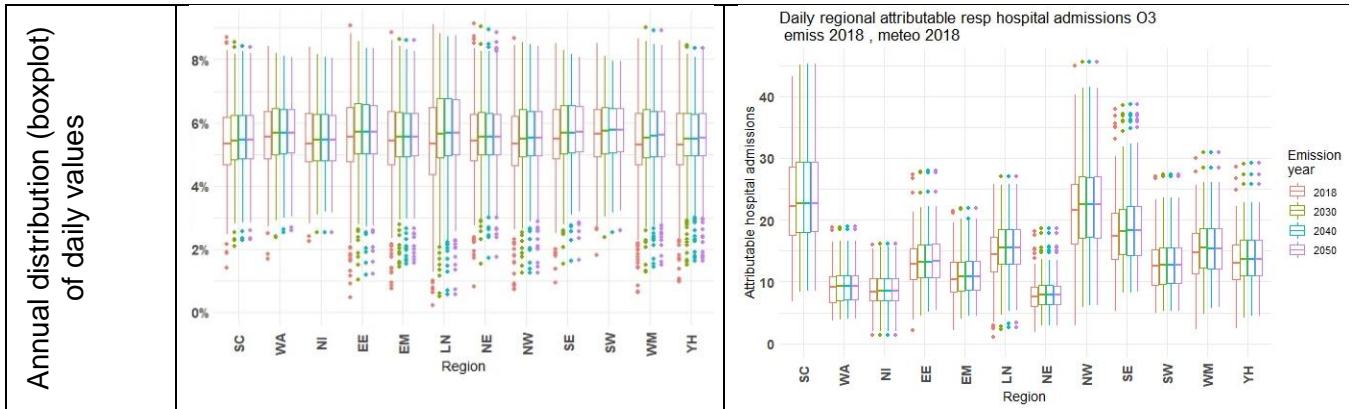 Annual distribution (boxplot)
of daily values
8%
6%
4%
2%
0%
SC WA NI EE EM LN NE NW SE SW WM YH
Region
Daily regional attributable resp hospital admissions O3
emiss 2018 , meteo 2018
Attributable hospital admissions
40
30
20
10
0
SC WA NI EE EM LN NE NW SE SW WM YH
Region
Emission
year
2018
2030
2040
2050